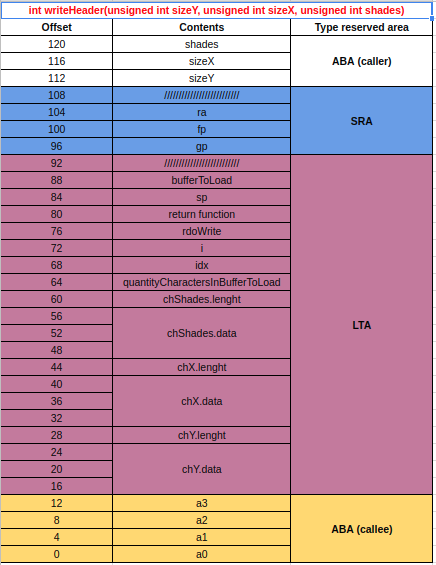 int writeHeader(unsigned int sizeY, unsigned int sizeX, unsigned int shades)
Offset Contents Type reserved area
120 shades
116 sizeX ABA (caller)
112 sizeY
108 //////////////////////////
104 ra
SRA
100 fp
96 gp
92 //////////////////////////
88 bufferToLoad
84 sp
80 return function
76 rdoWrite
72 i
68 idx
64 quantityCharactersInBufferToLoad
60 chShades.lenght
56
LTA
52 chShades.data
48
44 chX.lenght
40
36 chX.data
32
28 chY.lenght
24
20 chY.data
16
12 a3
8 a2
ABA (callee)
4 a1
0 a0